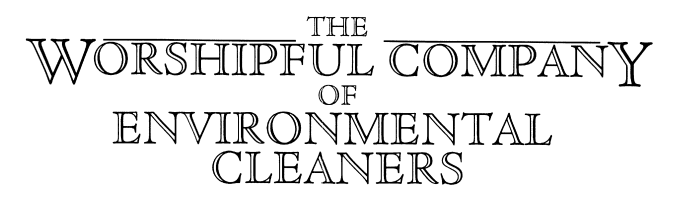 THE
WORSHIPFUL COMPANY
OF
ENVIRONMENTAL
CLEANERS